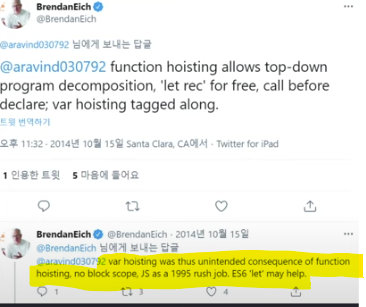 BrendanEich
@BrendanEich
@aravind030792 님에게 보내는 답글
@aravind030792 function hoisting allows top-down
program decomposition, 'let rec' for free, call before
declare; var hoisting tagged along.
트윗 번역하기
오후 11:32 · 2014년 10월 15일 Santa Clara, CA에서 · Twitter for iPad
1 인용한 트윗 5 마음에 들어요
BrendanEich @BrendanEich · 2014년 10월 15일
@BrendanEich 님에게 보내는 답글
@aravind030792 var hoisting was thus unintended consequence of function
hoisting, no block scope, JS as a 1995 rush job. ES6 'let' may help.
1 3 4